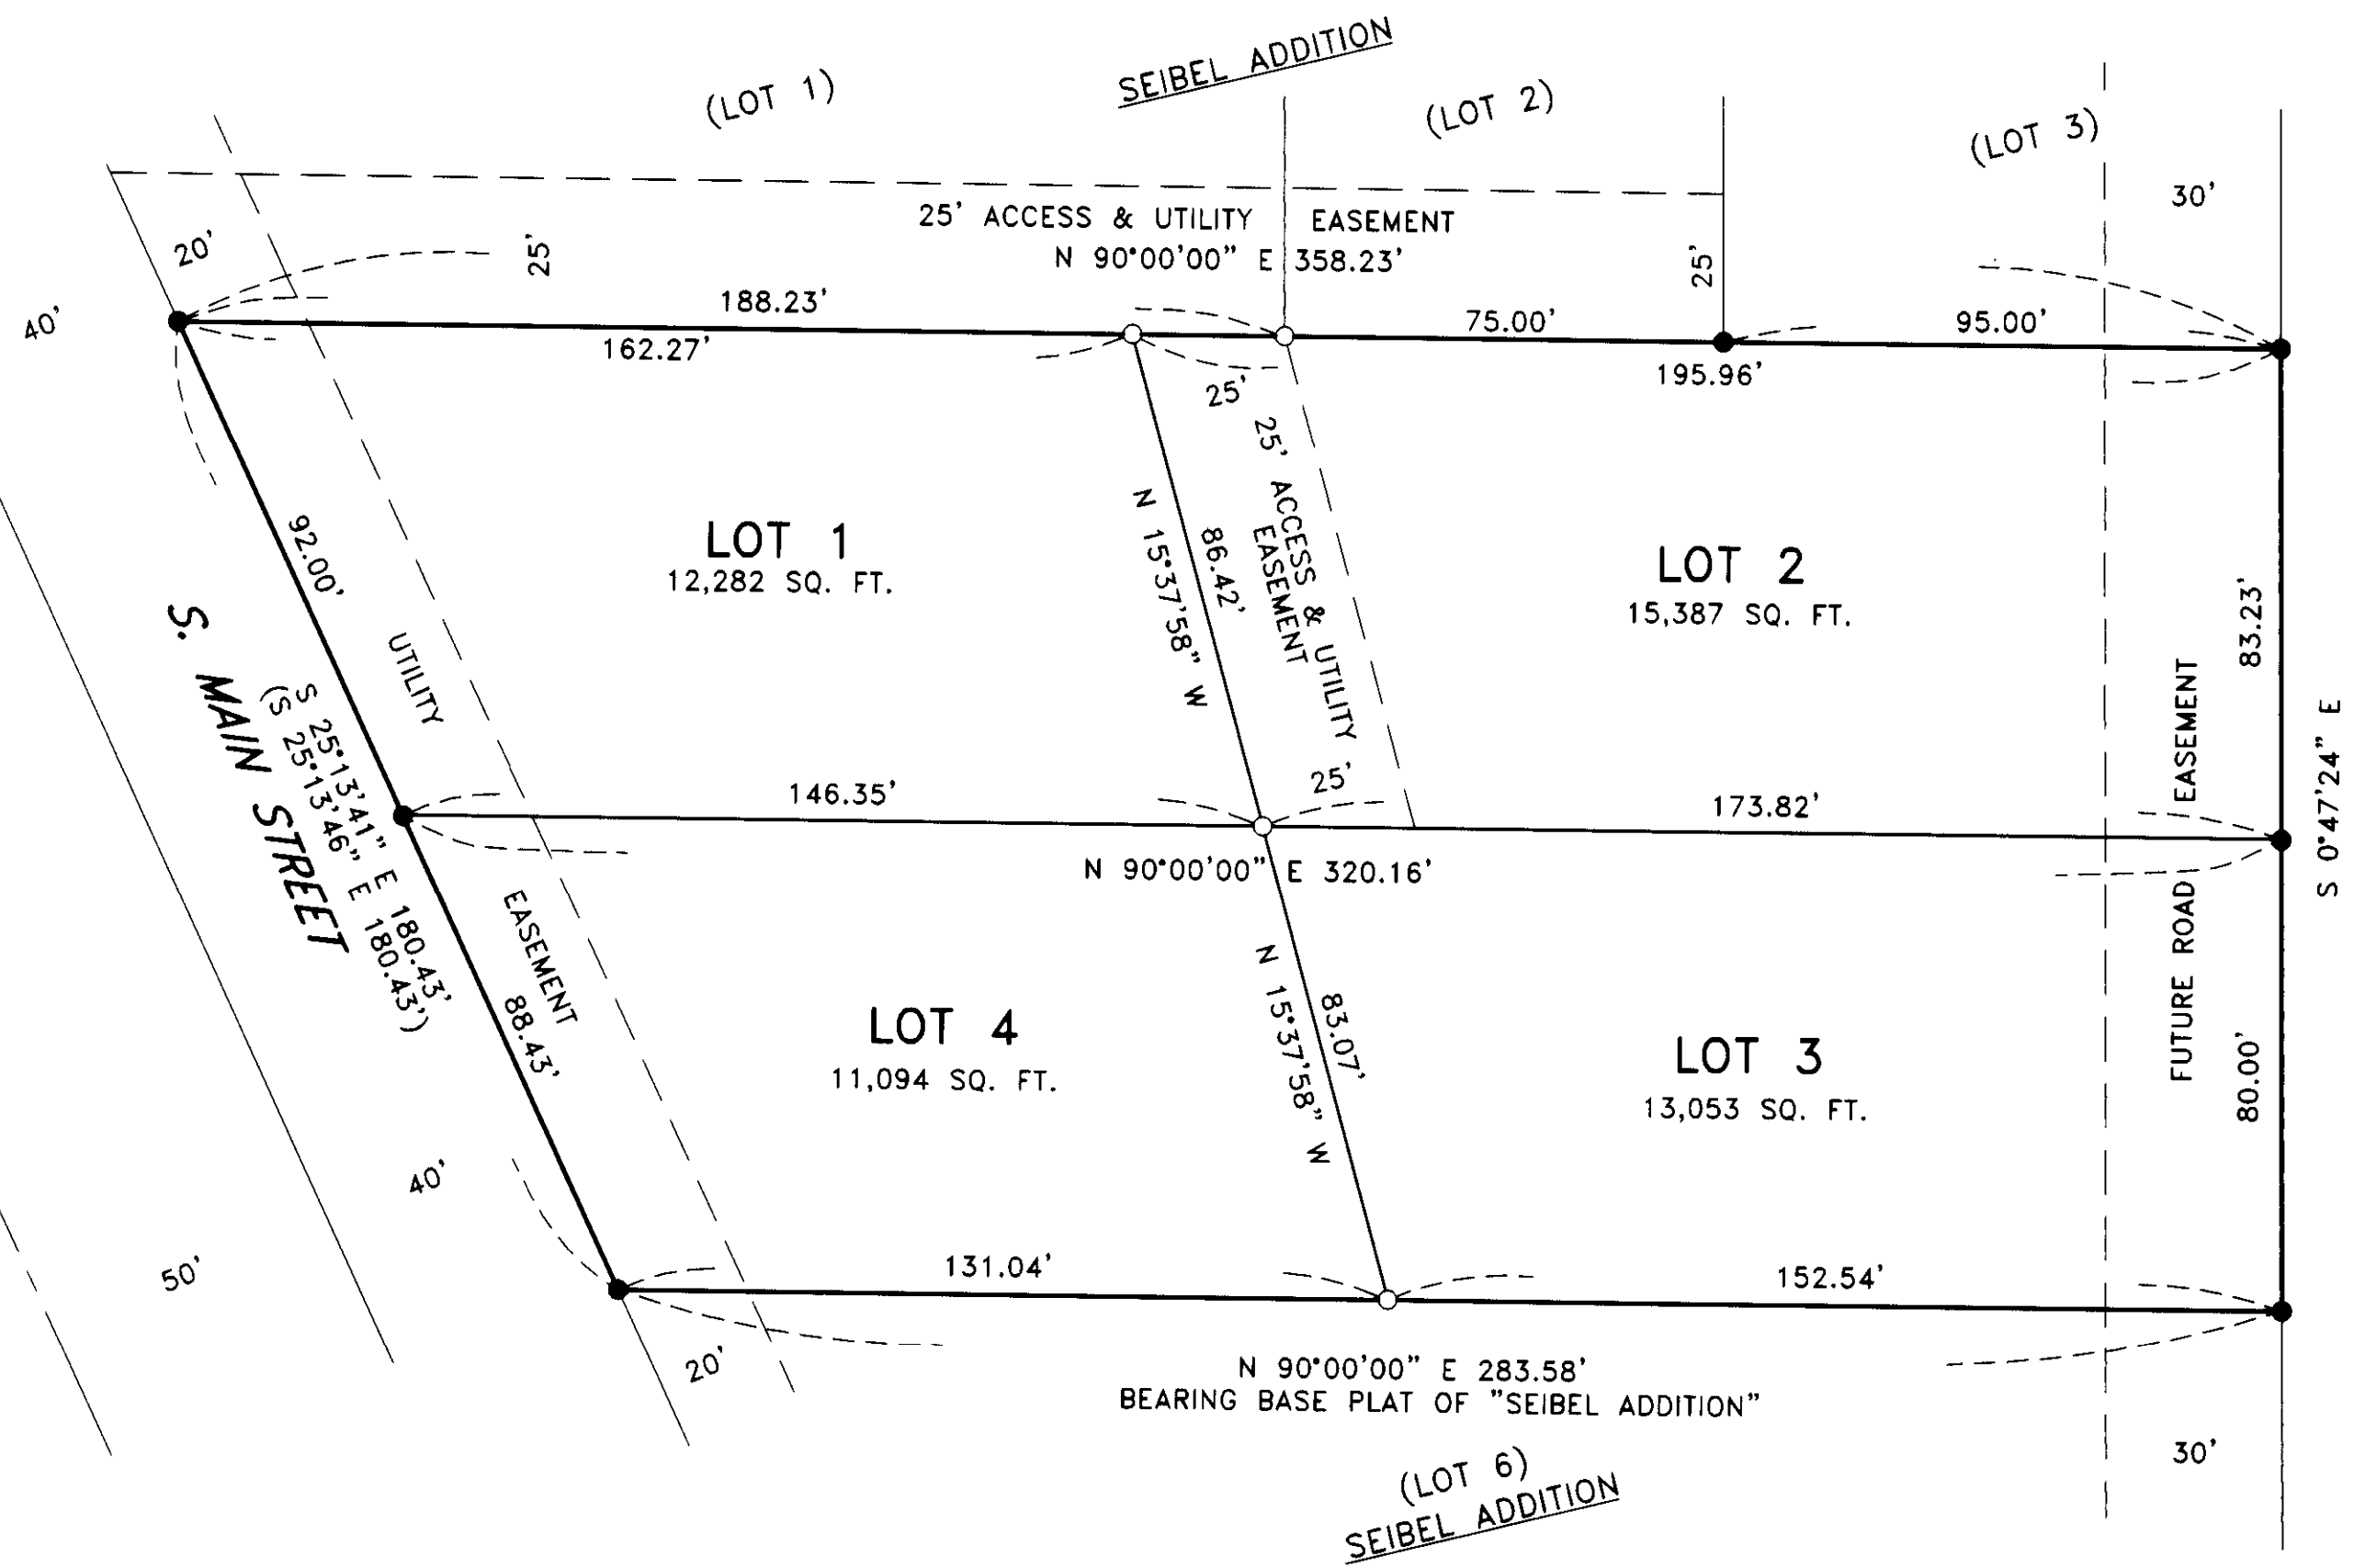 SEIBEL ADDITION
(LOT 1)
(LOT 2)
(LOT 3)
30'
20'
25'
25' ACCESS & UTILITY EASEMENT
N 90°00'00" E 358.23'
25'
40'
188.23'
75.00'
95.00'
162.27'
195.96'
25'
25' ACCESS & UTILITY
EASEMENT
92.00'
N 15°37'58" W
86.42'
LOT 1
12,282 SQ. FT.
LOT 2
15,387 SQ. FT.
83.23'
UTILITY EASEMENT
S. MAIN STREET
S 25°13'41" E 180.43'
(S 25°13'46" E 180.43')
S 0°47'24" E
FUTURE ROAD EASEMENT
146.35'
25'
173.82'
N 90°00'00" E 320.16'
88.43'
N 15°37'58" W
83.07'
LOT 4
11,094 SQ. FT.
LOT 3
13,053 SQ. FT.
80.00'
40'
50'
131.04'
152.54'
20'
N 90°00'00" E 283.58'
BEARING BASE PLAT OF "SEIBEL ADDITION"
30'
(LOT 6)
SEIBEL ADDITION